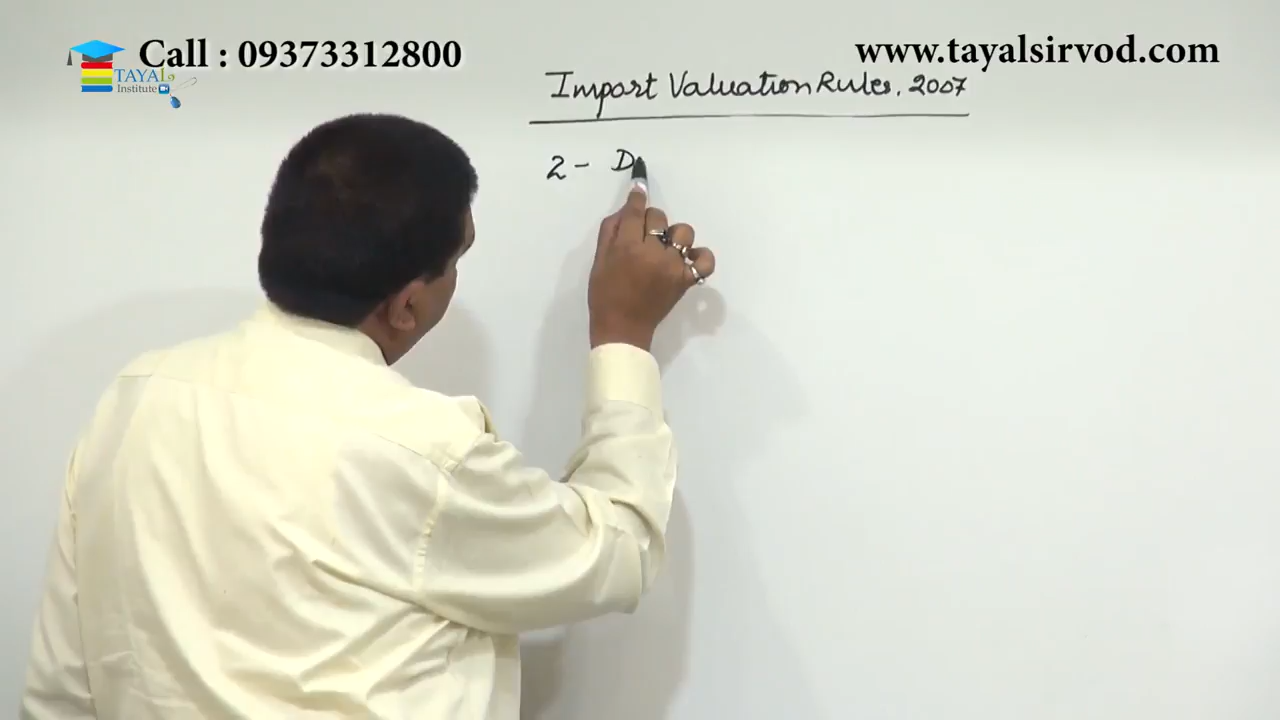 Call : 09373312800
www.tayalsirvod.com
TAYAL's
Institute
Import Valuation Rules, 2007
2 - D